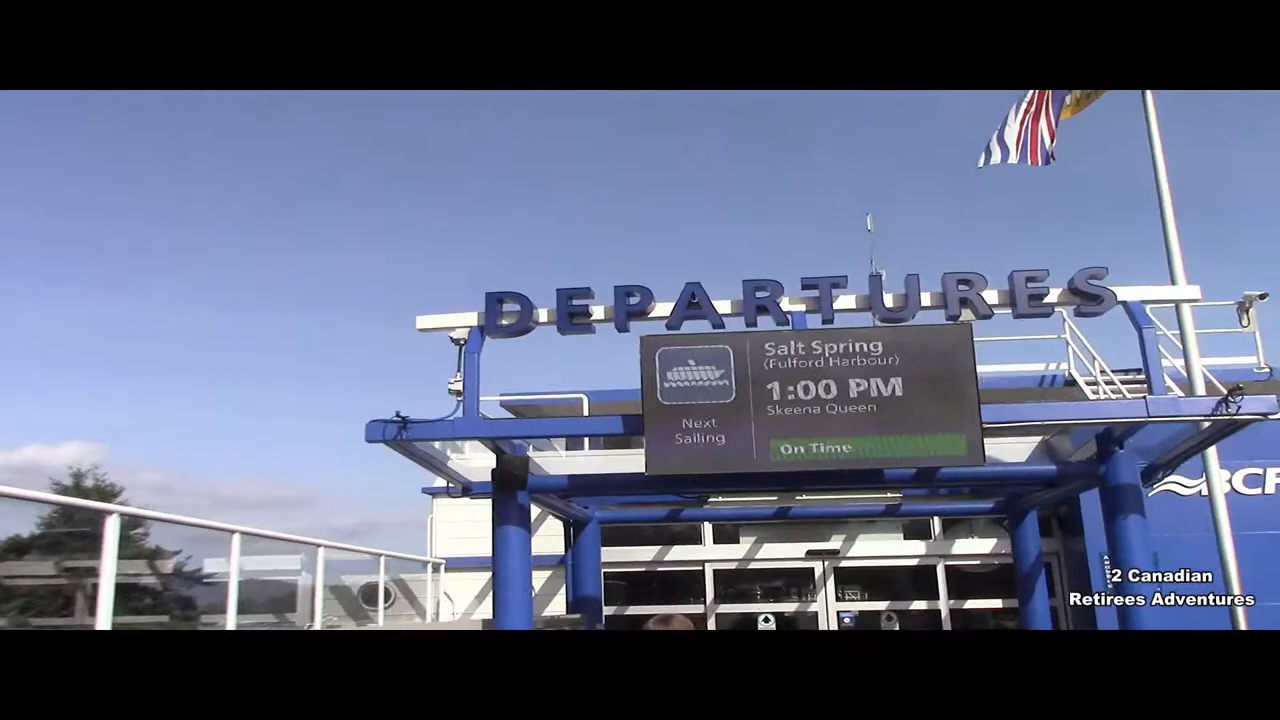 DEPARTURES
Salt Spring
(Fulford Harbour)
1:00 PM
Skeena Queen
Next
Sailing
On Time
BCF
2 Canadian
Retirees Adventures